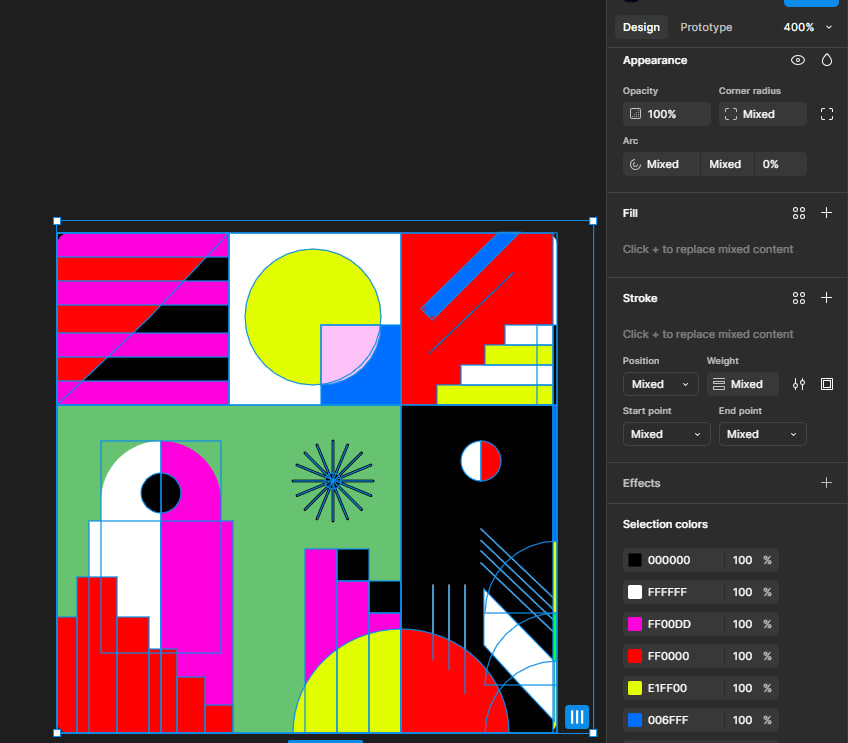 Design Prototype 400%
Appearance
Opacity Corner radius
100% Mixed
Arc
Mixed Mixed 0%
Fill
Click + to replace mixed content
Stroke
Click + to replace mixed content
Position Weight
Mixed Mixed
Start point End point
Mixed Mixed
Effects
Selection colors
000000 100 %
FFFFFF 100 %
FF00DD 100 %
FF0000 100 %
E1FF00 100 %
006FFF 100 %